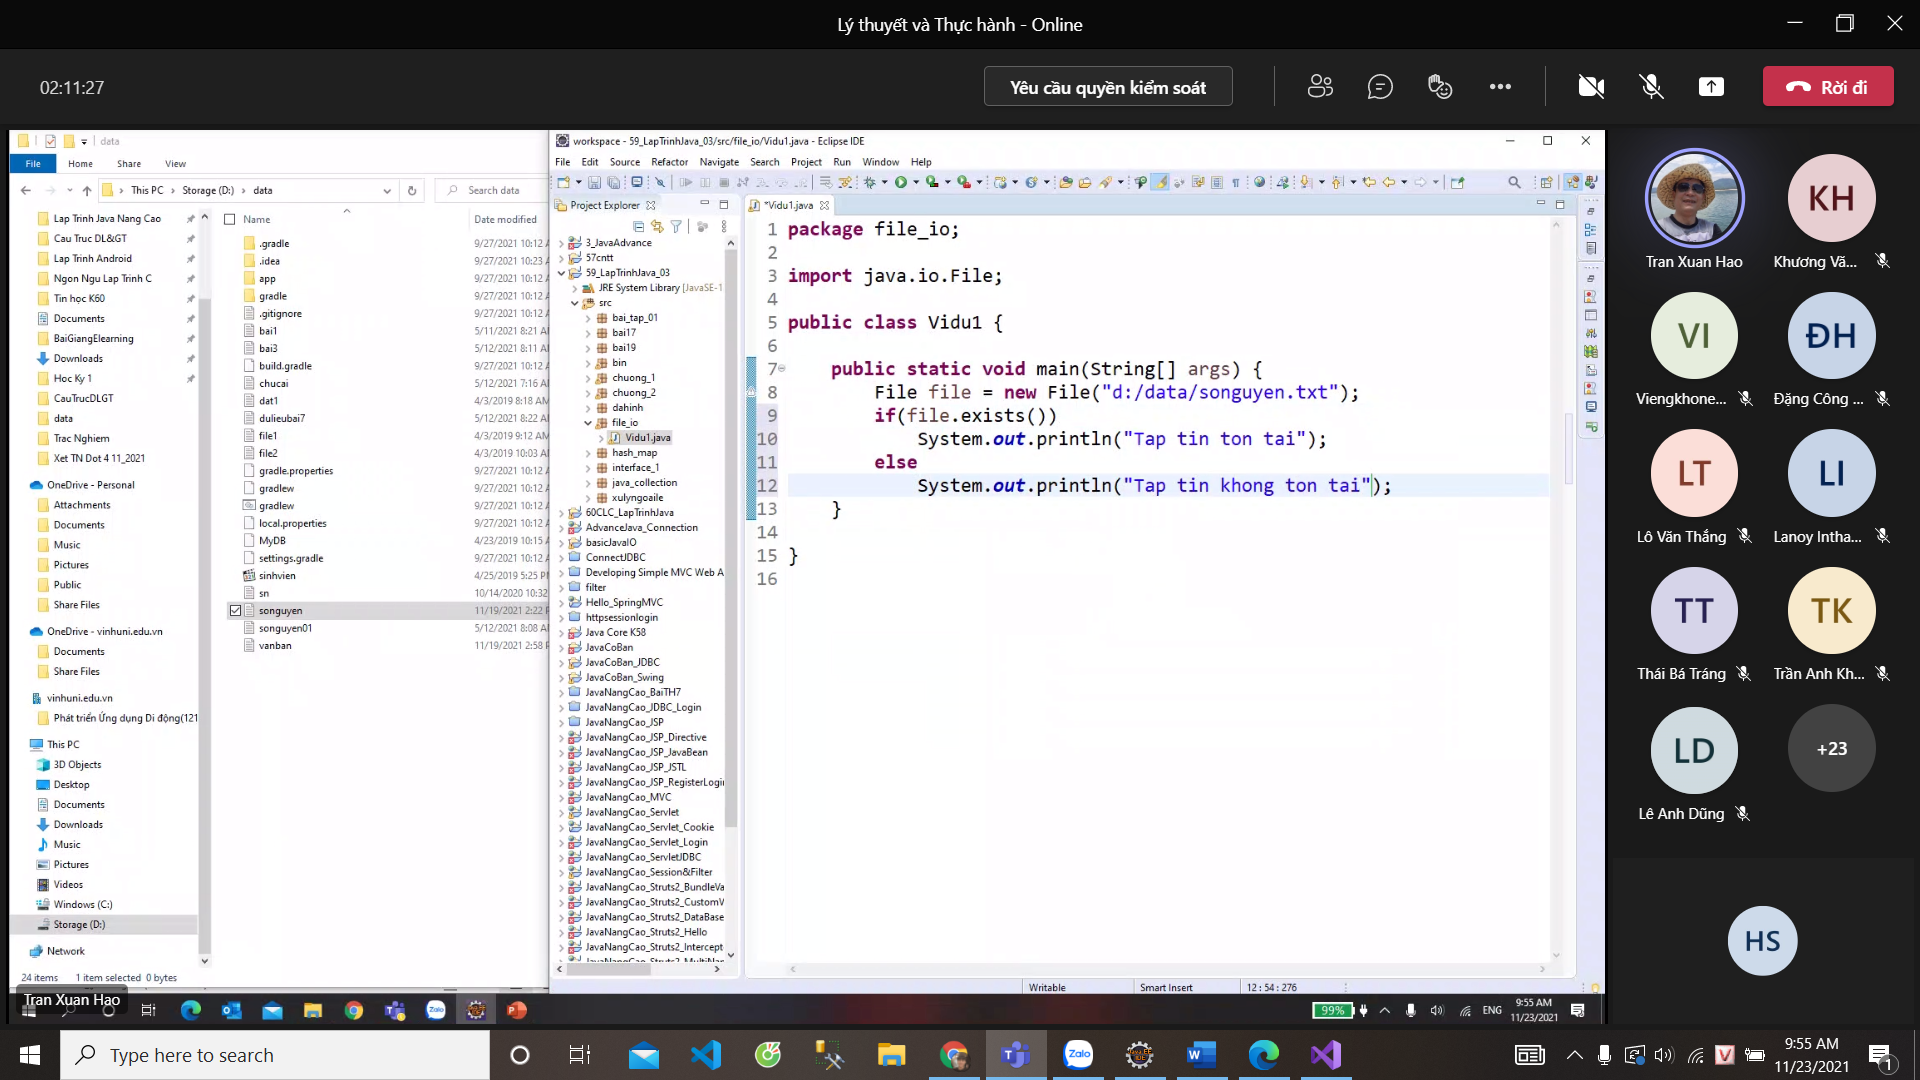 Lý thuyết và Thực hành - Online
02:11:27
Yêu cầu quyền kiểm soát
Rời đi
data
File Home Share View
This PC > Storage (D:) > data
Search data
Lap Trinh Java Nang Cao
Cau Truc DL&GT
Lap Trinh Android
Ngon Ngu Lap Trinh C
Tin học K60
Documents
BaiGiangElearning
Downloads
Hoc Ky 1
CauTrucDLGT
data
Trac Nghiem
Xet TN Dot 4 11_2021
OneDrive - Personal
Attachments
Documents
Music
Pictures
Public
Share Files
OneDrive - vinhuni.edu.vn
Documents
Share Files
vinhuni.edu.vn
Phát triển Ứng dụng Di động(121
This PC
3D Objects
Desktop
Documents
Downloads
Music
Pictures
Videos
Windows (C:)
Storage (D:)
Network
24 items 1 item selected 0 bytes
Name Date modified
.gradle 9/27/2021 10:12 A
.idea 9/27/2021 10:23 A
app 9/27/2021 10:12 A
gradle 9/27/2021 10:12 A
.gitignore 9/27/2021 10:12 A
bai1 5/11/2021 8:21 A
bai3 5/12/2021 8:11 A
build.gradle 9/27/2021 10:12 A
chucai 5/12/2021 7:16 A
dat1 4/3/2019 8:18 AM
dulieubai7 5/12/2021 8:22 A
file1 4/3/2019 9:12 AM
file2 4/3/2019 10:03 A
gradle.properties 9/27/2021 10:12 A
gradlew 9/27/2021 10:12 A
gradlew 9/27/2021 10:12 A
local.properties 9/27/2021 10:12 A
MyDB 4/23/2019 10:15 A
settings.gradle 9/27/2021 10:12 A
sinhvien 4/25/2019 5:25 P
sn 10/14/2020 10:32
songuyen 11/19/2021 2:22 P
songuyen01 5/12/2021 8:08 A
vanban 11/19/2021 2:58 P
workspace - 59_LapTrinhJava_03/src/file_io/Vidu1.java - Eclipse IDE
File Edit Source Refactor Navigate Search Project Run Window Help
Project Explorer
3_JavaAdvance
57cntt
59_LapTrinhJava_03
JRE System Library [JavaSE-1
src
bai_tap_01
bai17
bai19
bin
chuong_1
chuong_2
dahinh
file_io
Vidu1.java
hash_map
interface_1
java_collection
xulyngoaile
60CLC_LapTrinhJava
AdvanceJava_Connection
basicJavaIO
ConnectJDBC
Developing Simple MVC Web A
filter
Hello_SpringMVC
httpsessionlogin
Java Core K58
JavaCoBan
JavaCoBan_JDBC
JavaCoBan_Swing
JavaNangCao_BaiTH7
JavaNangCao_JDBC_Login
JavaNangCao_JSP
JavaNangCao_JSP_Directive
JavaNangCao_JSP_JavaBean
JavaNangCao_JSP_JSTL
JavaNangCao_JSP_RegisterLogin
JavaNangCao_MVC
JavaNangCao_Servlet
JavaNangCao_Servlet_Cookie
JavaNangCao_Servlet_Login
JavaNangCao_ServletJDBC
JavaNangCao_Session&Filter
JavaNangCao_Struts2_BundleVa
JavaNangCao_Struts2_CustomV
JavaNangCao_Struts2_DataBase
JavaNangCao_Struts2_Hello
JavaNangCao_Struts2_Intercept
*Vidu1.java
1 package file_io;
2
3 import java.io.File;
4
5 public class Vidu1 {
6
7 public static void main(String[] args) {
8 File file = new File("d:/data/songuyen.txt");
9 if(file.exists())
10 System.out.println("Tap tin ton tai");
11 else
12 System.out.println("Tap tin khong ton tai");
13 }
14
15 }
16
Writable Smart Insert 12 : 54 : 276
Tran Xuan Hao
99% ENG 9:55 AM
11/23/2021
Tran Xuan Hao
KH
Khương Vă...
VI
Viengkhone...
ĐH
Đặng Công ...
LT
Lô Văn Thắng
LI
Lanoy Intha...
TT
Thái Bá Tráng
TK
Trần Anh Kh...
LD
Lê Anh Dũng
+23
HS
Type here to search
Zalo
9:55 AM
11/23/2021
1